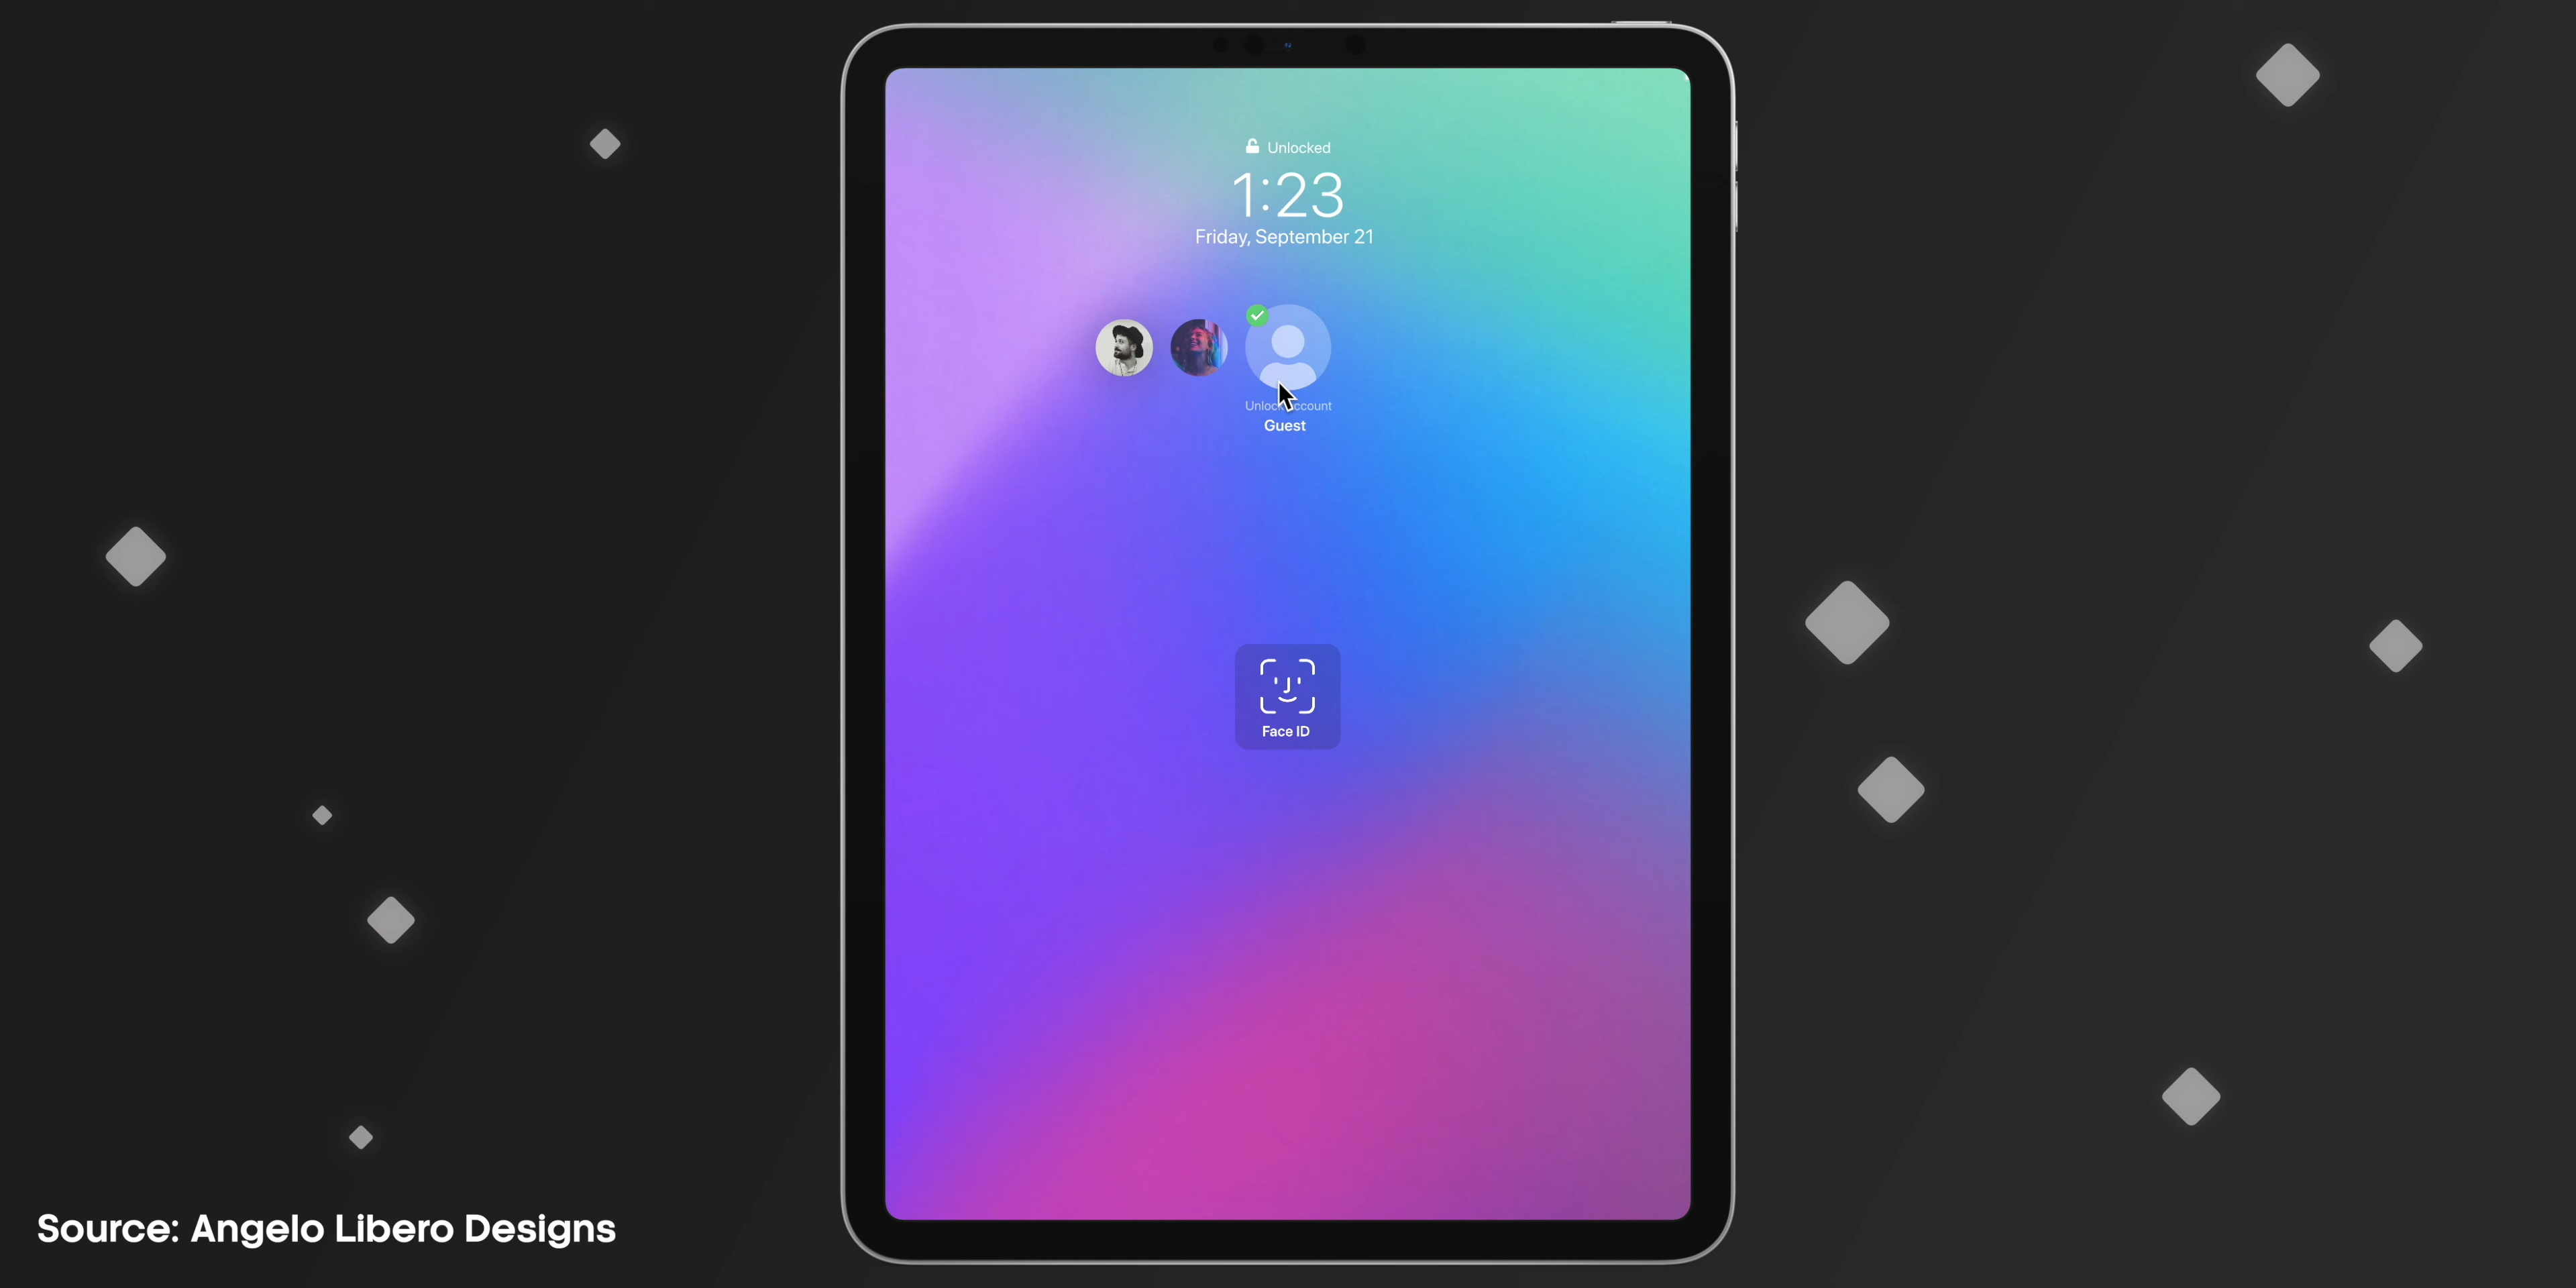 Unlocked
1:23
Friday, September 21
Guest
Face ID
Source: Angelo Libero Designs